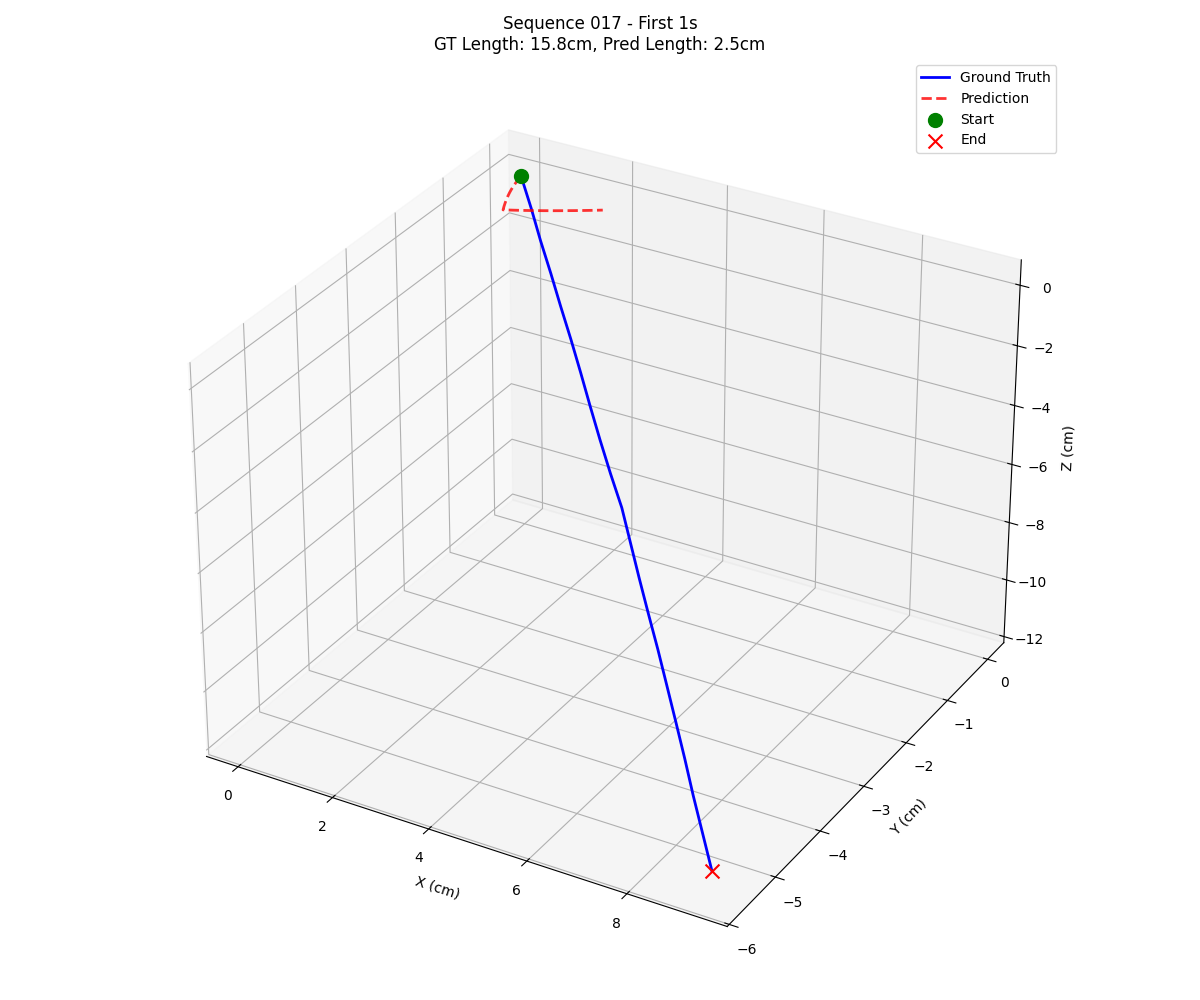 Sequence 017 - First 1s
GT Length: 15.8cm, Pred Length: 2.5cm
Ground Truth
Prediction
Start
End
0
−2
−4
−6
−8
−10
−12
Z (cm)
0
−1
−2
−3
−4
−5
−6
Y (cm)
0
2
4
6
8
X (cm)